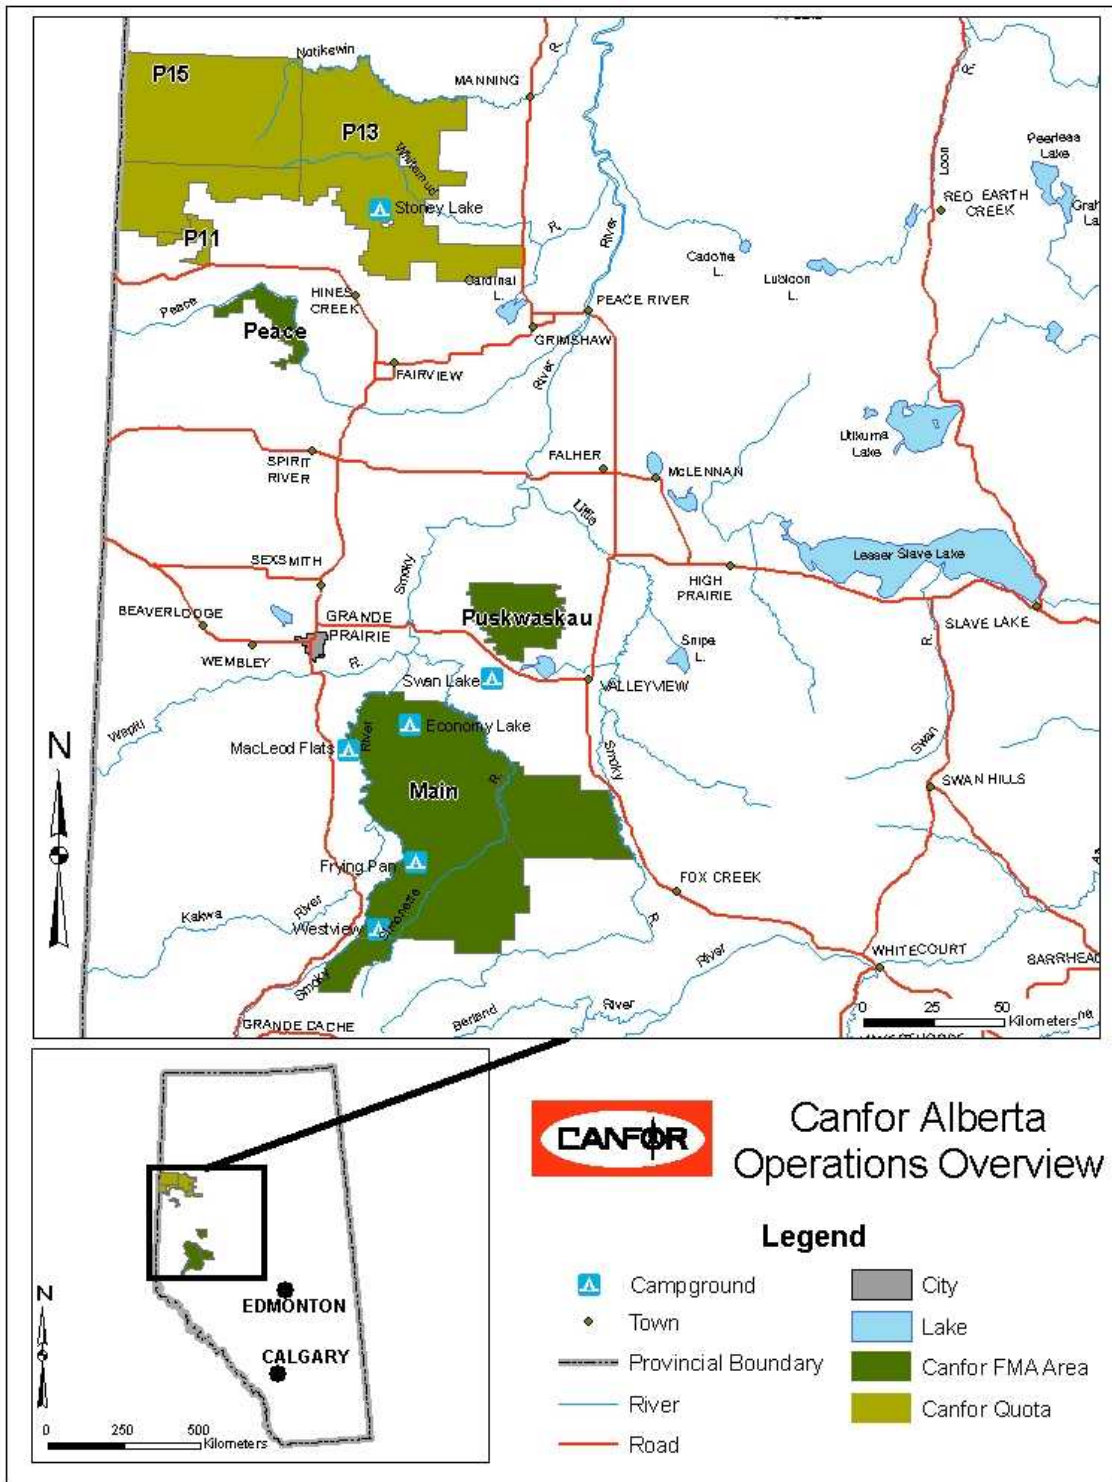 Notikewin
R.
P15
MANNING
R.
P13
Loon
Peerless
Lake
Whitemud
RED EARTH
CREEK
Stoney Lake
R.
River
P11
Cadotte
L.
Lubicon
L.
Cardinal
L.
Peace
HINES
CREEK
PEACE RIVER
Peace
GRIMSHAW
FAIRVIEW
River
Utikuma
Lake
SPIRIT
RIVER
FALHER
McLENNAN
Little
SEXSMITH
Smoky
Lesser Slave Lake
HIGH
PRAIRIE
BEAVERLODGE
GRANDE
PRAIRIE
Puskwaskau
R.
SLAVE LAKE
WEMBLEY
R.
Snipe
L.
Swan Lake
VALLEYVIEW
Wapiti
Economy Lake
River
MacLeod Flats
Smoky
Swan
N
Main
R.
SWAN HILLS
Frying Pan
FOX CREEK
Simonette
Kakwa
River
Westview
R.
WHITECOURT
River
Smoky
Berland
River
GRANDE CACHE
0 25 50
Kilometers
N
EDMONTON
CALGARY
0 250 500
Kilometers
CANFOR
Canfor Alberta
Operations Overview
Legend
Campground
City
Town
Lake
Provincial Boundary
Canfor FMA Area
River
Canfor Quota
Road